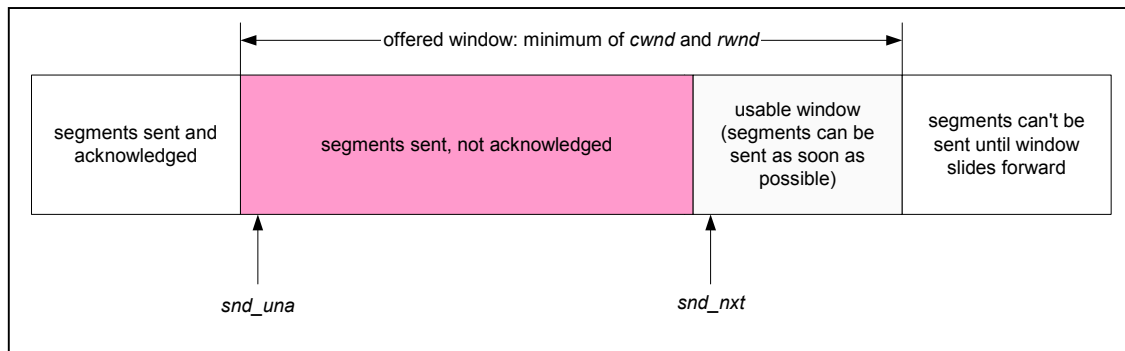 offered window: minimum of cwnd and rwnd
segments sent and
acknowledged
segments sent, not acknowledged
usable window
(segments can be
sent as soon as
possible)
segments can't be
sent until window
slides forward
snd_una
snd_nxt